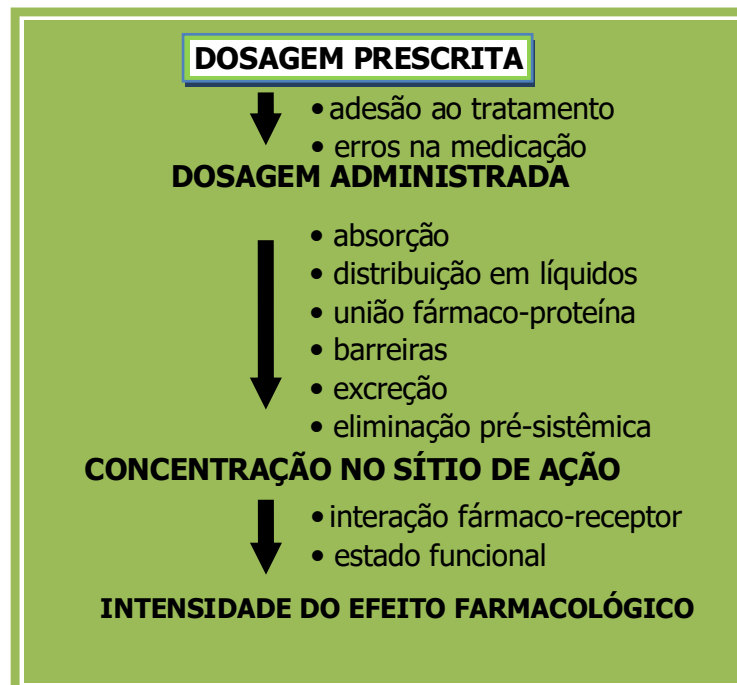 DOSAGEM PRESCRITA
• adesão ao tratamento
• erros na medicação
DOSAGEM ADMINISTRADA
• absorção
• distribuição em líquidos
• união fármaco-proteína
• barreiras
• excreção
• eliminação pré-sistêmica
CONCENTRAÇÃO NO SÍTIO DE AÇÃO
• interação fármaco-receptor
• estado funcional
INTENSIDADE DO EFEITO FARMACOLÓGICO